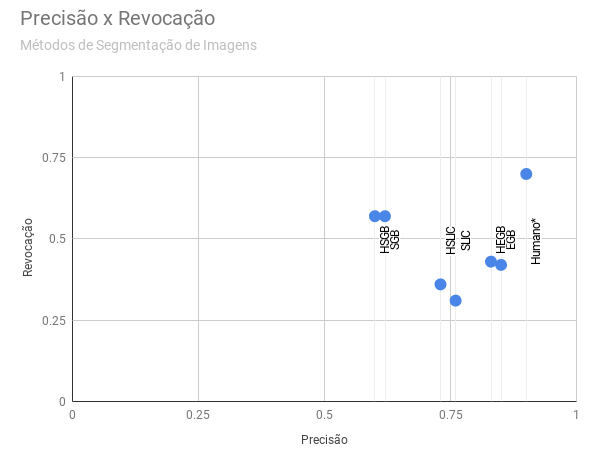 Precisão x Revocação
Métodos de Segmentação de Imagens
1
0.75
0.5
0.25
0
Revocação
HSGB
SGB
HSLIC
SLIC
HEGB
EGB
Humano*
0
0.25
0.5
0.75
1
Precisão